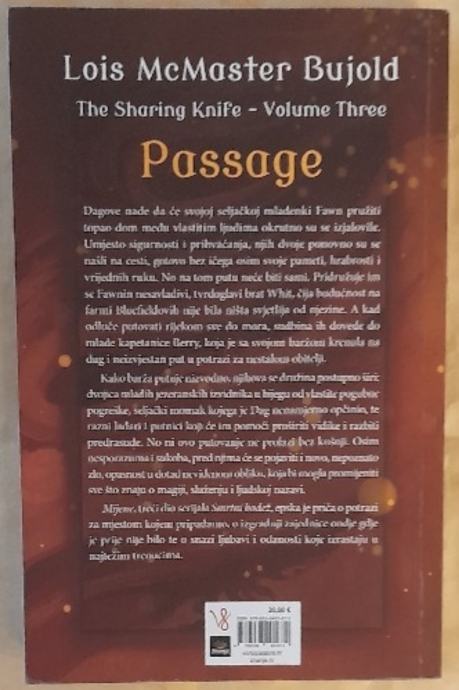 Lois McMaster Bujold
The Sharing Knife - Volume Three
Passage
Dagove nade da će svojoj seljačkoj mladenki Fawn pružiti
topao dom među vlastitim ljudima okrutno su se izjalovile.
Umjesto sigurnosti i prihvaćanja, njih dvoje ponovno su se
našli na cesti, gotovo bez ičega osim svoje pameti, hrabrosti i
vrijednih ruku. No na tom putu neće biti sami. Pridružuje im
se Fawnin nesavladivi, tvrdoglavi brat Whit, čija budućnost na
farmi Bluefieldovih nije bila ništa svjetlija od njezine. A kad
odluče putovati rijekom sve do mora, sudbina ih dovede do
mlade kapetanice Berry, koja je sa svojom baržom krenula na
dug i neizvjestan put u potrazi za nestalom obitelji.
Kako barža putuje nizvodno, njihova se družina postupno širi:
dvojica mladih jezeranskih izvidnika u bijegu od vlastite pogubne
pogreške, seljački momak kojega je Dag nenamjerno opčinio, te
razni lađari i putnici koji će im pomoći proširiti vidike i razbiti
predrasude. No ni ovo putovanje ne prolazi bez kušnji. Osim
nesporazuma i sukoba, pred njima će se pojaviti i novo, nepoznato
zlo, opasnost u dotad neviđenom obliku, koja bi mogla promijeniti
sve što znaju o magiji, služenju i ljudskoj naravi.
Mijene, treći dio serijala Smrtni bodež, epska je priča o potrazi
za mjestom kojem pripadamo, o izgradnji zajednice ondje gdje
je prije nije bilo te o snazi ljubavi i odanosti koje izrastaju u
najtežim trenucima.
20,00 €